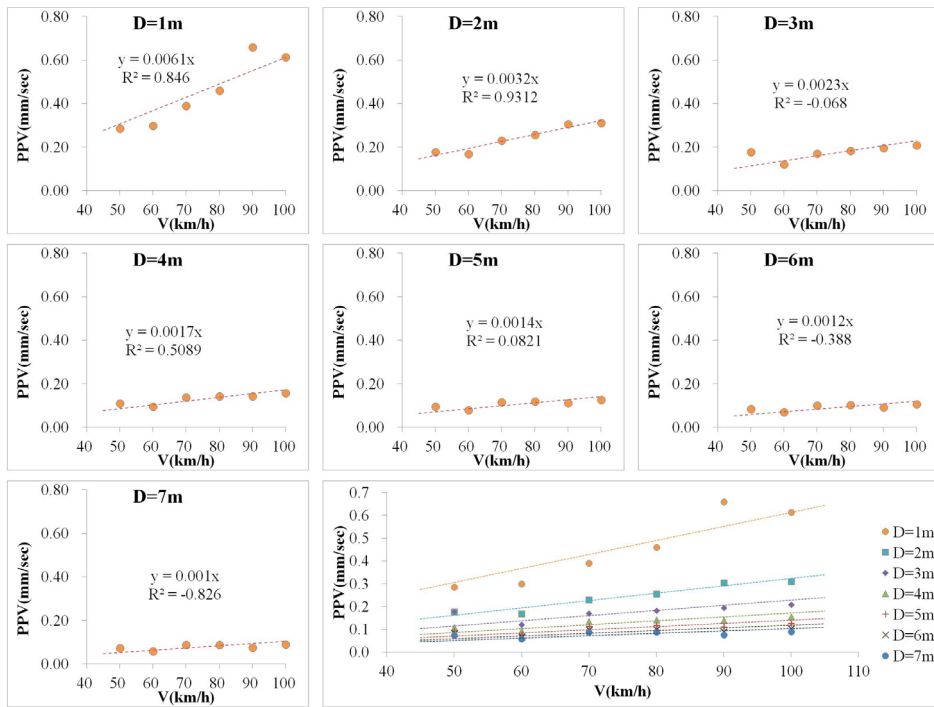 D=1m
PPV(mm/sec)
0.80
0.60
0.40
0.20
0.00
y = 0.0061x
R² = 0.846
40 50 60 70 80 90 100
V(km/h)
D=2m
PPV(mm/sec)
0.80
0.60
0.40
0.20
0.00
y = 0.0032x
R² = 0.9312
40 50 60 70 80 90 100
V(km/h)
D=3m
PPV(mm/sec)
0.80
0.60
0.40
0.20
0.00
y = 0.0023x
R² = -0.068
40 50 60 70 80 90 100
V(km/h)
D=4m
PPV(mm/sec)
0.80
0.60
0.40
0.20
0.00
y = 0.0017x
R² = 0.5089
40 50 60 70 80 90 100
V(km/h)
D=5m
PPV(mm/sec)
0.80
0.60
0.40
0.20
0.00
y = 0.0014x
R² = 0.0821
40 50 60 70 80 90 100
V(km/h)
D=6m
PPV(mm/sec)
0.80
0.60
0.40
0.20
0.00
y = 0.0012x
R² = -0.388
40 50 60 70 80 90 100
V(km/h)
D=7m
PPV(mm/sec)
0.80
0.60
0.40
0.20
0.00
y = 0.001x
R² = -0.826
40 50 60 70 80 90 100
V(km/h)
PPV(mm/sec)
0.7
0.6
0.5
0.4
0.3
0.2
0.1
0
40 50 60 70 80 90 100 110
V(km/h)
D=1m
D=2m
D=3m
D=4m
D=5m
D=6m
D=7m